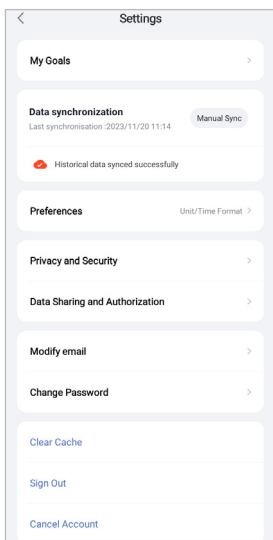 Settings
My Goals
Data synchronization
Last synchronisation :2023/11/20 11:14
Manual Sync
Historical data synced successfully
Preferences
Unit/Time Format
Privacy and Security
Data Sharing and Authorization
Modify email
Change Password
Clear Cache
Sign Out
Cancel Account